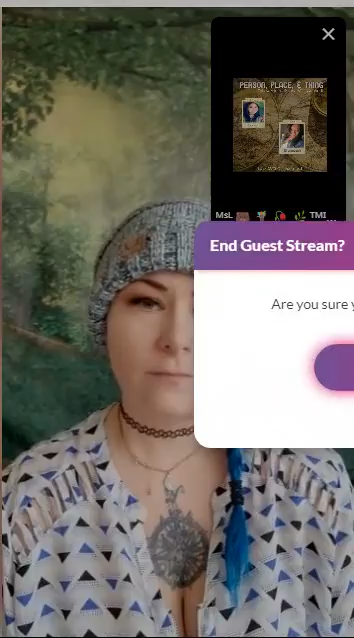 PERSON, PLACE, & THING
MsL
TMI
...
End Guest Stream?
Are you sure y